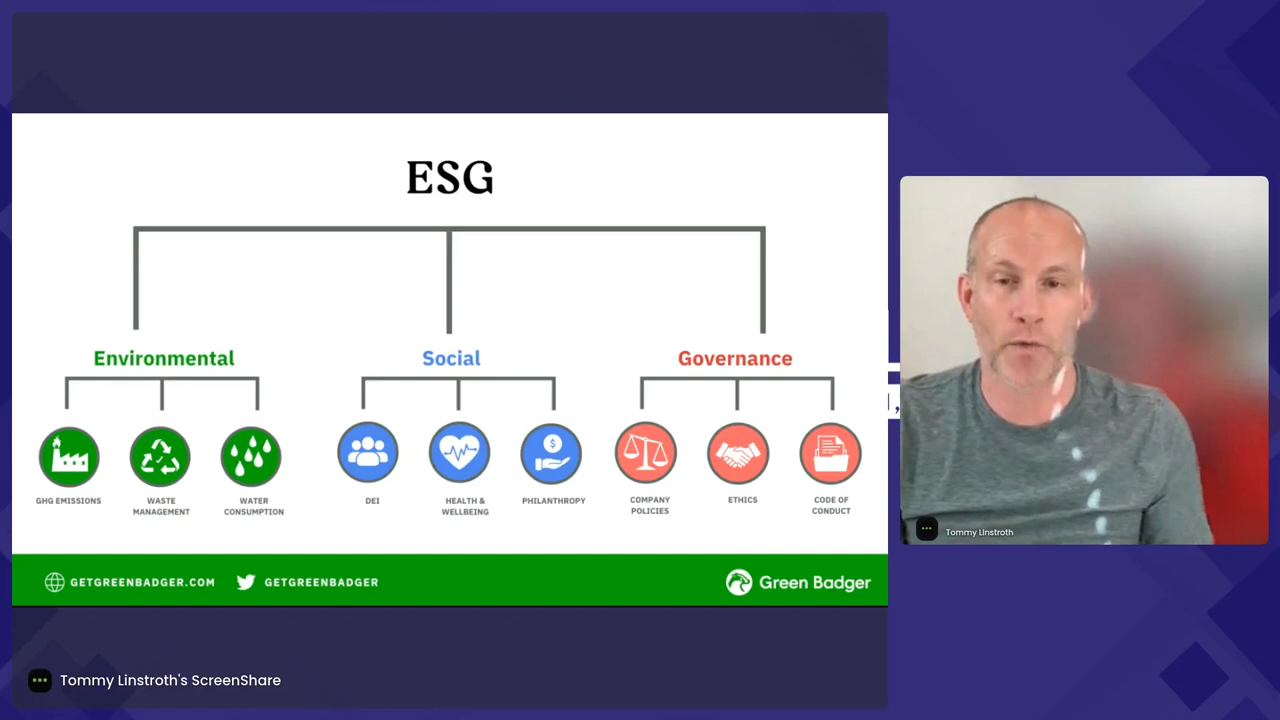 ESG
Environmental
Social
Governance
GHG EMISSIONS
WASTE
MANAGEMENT
WATER
CONSUMPTION
DEI
HEALTH &
WELLBEING
PHILANTHROPY
COMPANY
POLICIES
ETHICS
CODE OF
CONDUCT
GETGREENBADGER.COM
GETGREENBADGER
Green Badger
Tommy Linstroth's ScreenShare
Tommy Linstroth